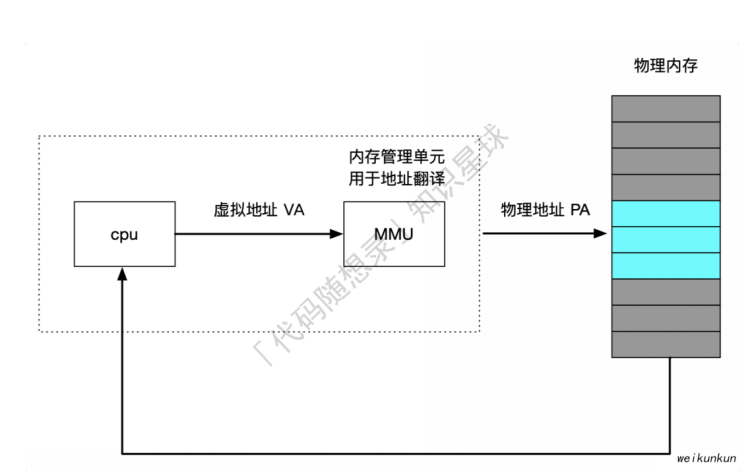 物理内存
内存管理单元
用于地址翻译
虚拟地址 VA
物理地址 PA
cpu
MMU
「代码随想录」知识星球
weikunkun